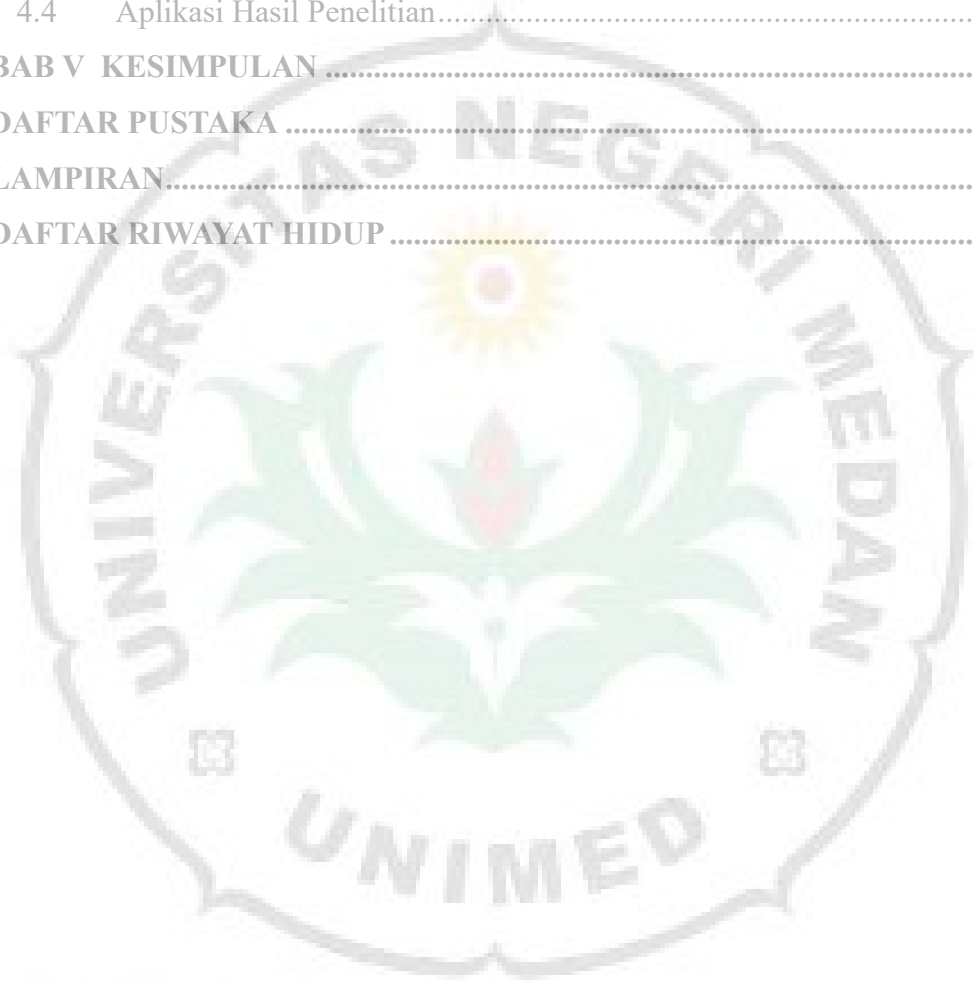 4.4 Aplikasi Hasil Penelitian........................................................................
BAB V KESIMPULAN........................................................................
DAFTAR PUSTAKA........................................................................
LAMPIRAN........................................................................
DAFTAR RIWAYAT HIDUP........................................................................
UNIVERSITAS NEGERI MEDAN
UNIMED